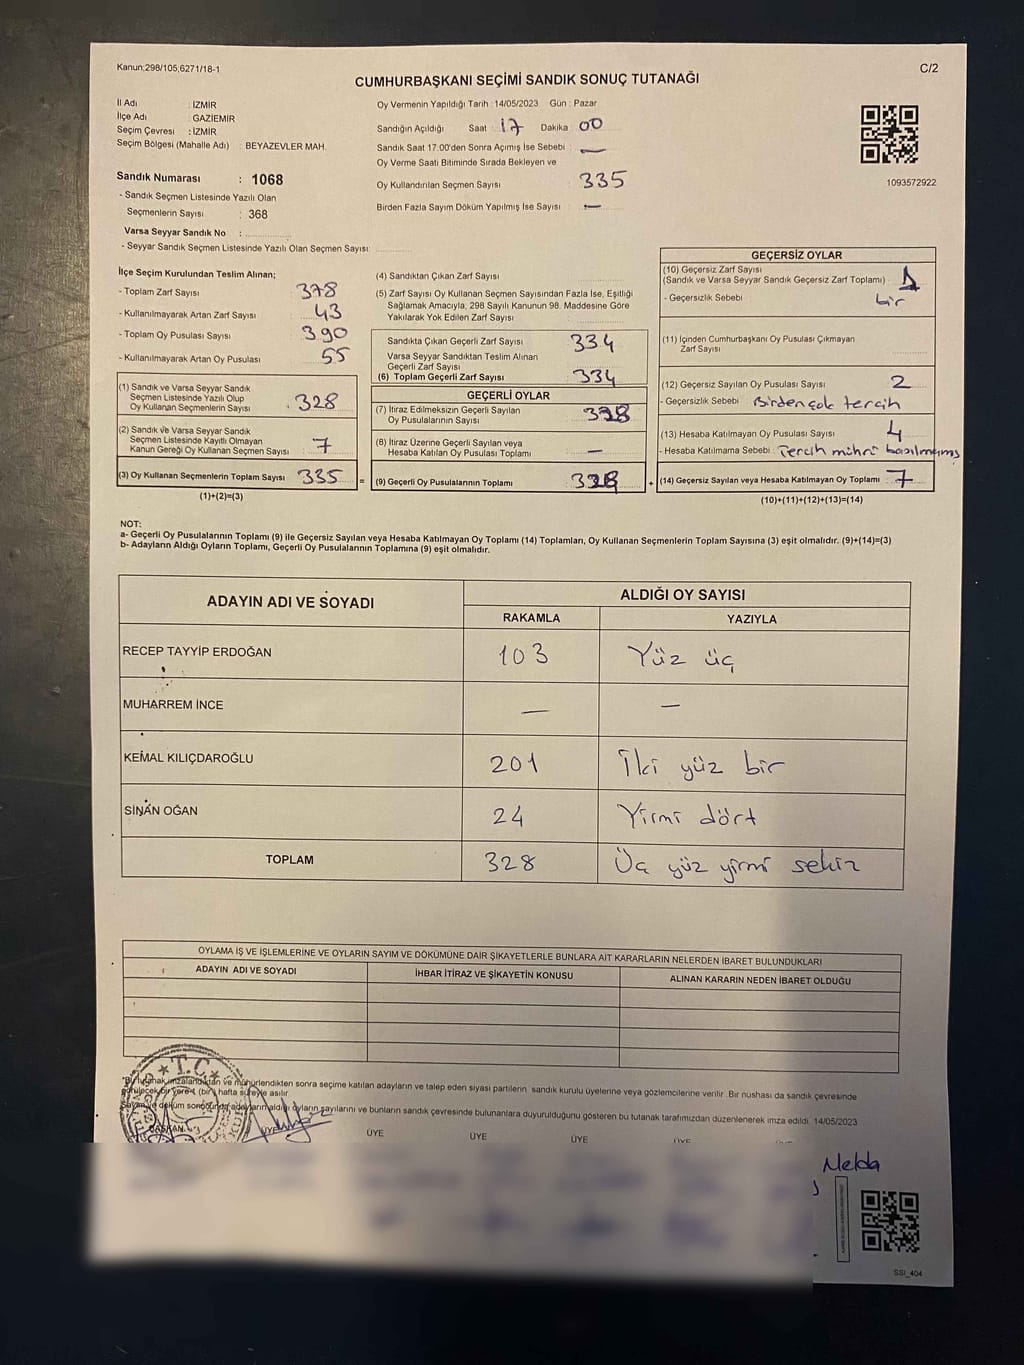 Kanun;298/105;6271/18-1
C/2
CUMHURBAŞKANI SEÇİMİ SANDIK SONUÇ TUTANAĞI
İl Adı : İZMİR
İlçe Adı : GAZİEMİR
Seçim Çevresi : İZMİR
Seçim Bölgesi (Mahalle Adı) : BEYAZEVLER MAH.
Sandık Numarası : 1068
- Sandık Seçmen Listesinde Yazılı Olan
Seçmenlerin Sayısı : 368
Varsa Seyyar Sandık No :
- Seyyar Sandık Seçmen Listesinde Yazılı Olan Seçmen Sayısı:
Oy Vermenin Yapıldığı Tarih : 14/05/2023 Gün : Pazar
Sandığın Açıldığı Saat : 17 Dakika 00
Sandık Saat 17:00'den Sonra Açımış İse Sebebi : —
Oy Verme Saati Bitiminde Sırada Bekleyen ve
Oy Kullandırılan Seçmen Sayısı 335
Birden Fazla Sayım Döküm Yapılmış İse Sayısı : —
1093572922
İlçe Seçim Kurulundan Teslim Alınan;
- Toplam Zarf Sayısı 378
- Kullanılmayarak Artan Zarf Sayısı 43
- Toplam Oy Pusulası Sayısı 390
- Kullanılmayarak Artan Oy Pusulası 55
(1) Sandık ve Varsa Seyyar Sandık
Seçmen Listesinde Yazılı Olup
Oy Kullanan Seçmenlerin Sayısı 328
(2) Sandık ve Varsa Seyyar Sandık
Seçmen Listesinde Kayıtlı Olmayan
Kanun Gereği Oy Kullanan Seçmen Sayısı 7
(3) Oy Kullanan Seçmenlerin Toplam Sayısı 335 =
(1)+(2)=(3)
(4) Sandıktan Çıkan Zarf Sayısı
(5) Zarf Sayısı Oy Kullanan Seçmen Sayısından Fazla İse, Eşitliği
Sağlamak Amacıyla, 298 Sayılı Kanunun 98. Maddesine Göre
Yakılarak Yok Edilen Zarf Sayısı
Sandıkta Çıkan Geçerli Zarf Sayısı 334
Varsa Seyyar Sandıktan Teslim Alınan
Geçerli Zarf Sayısı
(6) Toplam Geçerli Zarf Sayısı 334
GEÇERLİ OYLAR
(7) İtiraz Edilmeksizin Geçerli Sayılan
Oy Pusulalarının Sayısı 328
(8) İtiraz Üzerine Geçerli Sayılan veya
Hesaba Katılan Oy Pusulası Toplamı —
(9) Geçerli Oy Pusulalarının Toplamı 328 +
GEÇERSİZ OYLAR
(10) Geçersiz Zarf Sayısı
(Sandık ve Varsa Seyyar Sandık Geçersiz Zarf Toplamı) 1
- Geçersizlik Sebebi bir
(11) İçinden Cumhurbaşkanı Oy Pusulası Çıkmayan
Zarf Sayısı
(12) Geçersiz Sayılan Oy Pusulası Sayısı 2
- Geçersizlik Sebebi Birden çok tercih
(13) Hesaba Katılmayan Oy Pusulası Sayısı 4
- Hesaba Katılmama Sebebi : Tercih mührü basılmamış
(14) Geçersiz Sayılan veya Hesaba Katılmayan Oy Toplamı 7
(10)+(11)+(12)+(13)=(14)
NOT:
a- Geçerli Oy Pusulalarının Toplamı (9) ile Geçersiz Sayılan veya Hesaba Katılmayan Oy Toplamı (14) Toplamları, Oy Kullanan Seçmenlerin Toplam Sayısına (3) eşit olmalıdır. (9)+(14)=(3)
b- Adayların Aldığı Oyların Toplamı, Geçerli Oy Pusulalarının Toplamına (9) eşit olmalıdır.
ADAYIN ADI VE SOYADI ALDIĞI OY SAYISI
RAKAMLA YAZIYLA
RECEP TAYYİP ERDOĞAN 103 Yüz üç
MUHARREM İNCE — —
KEMAL KILIÇDAROĞLU 201 İki yüz bir
SİNAN OĞAN 24 Yirmi dört
TOPLAM 328 Üç yüz yirmi sekiz
OYLAMA İŞ VE İŞLEMLERİNE VE OYLARIN SAYIM VE DÖKÜMÜNE DAİR ŞİKAYETLERLE BUNLARA AİT KARARLARIN NELERDEN İBARET BULUNDUKLARI
ADAYIN ADI VE SOYADI İHBAR İTİRAZ VE ŞİKAYETİN KONUSU ALINAN KARARIN NEDEN İBARET OLDUĞU
ve mühürlendikten sonra seçime katılan adayların ve talep eden siyasi partilerin sandık kurulu üyelerine veya gözlemcilerine verilir. Bir nüshası da sandık çevresinde
bir yere (bir) hafta süreyle asılır
döküm sonucunda adayların aldığı oyların sayılarını ve bunların sandık çevresinde bulunanlara duyurulduğunu gösteren bu tutanak tarafımızdan düzenlenerek imza edildi. 14/05/2023
T.C.
BAŞKAN ÜYE ÜYE ÜYE ÜYE ÜYE
Melda
SSI_404